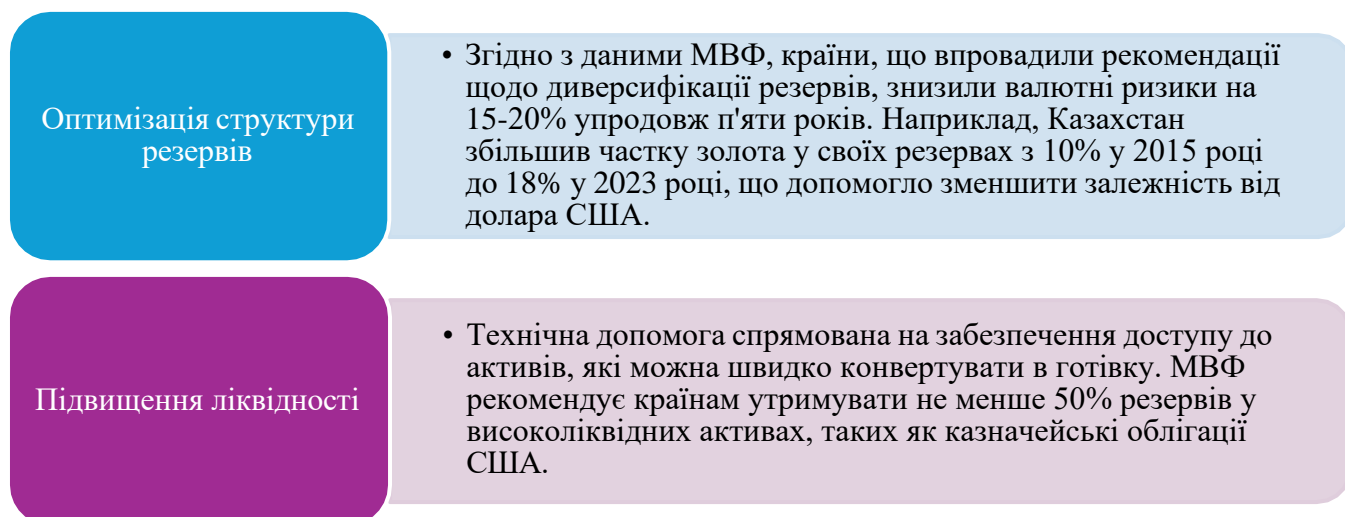 Оптимізація структури
резервів
• Згідно з даними МВФ, країни, що впровадили рекомендації
щодо диверсифікації резервів, знизили валютні ризики на
15-20% упродовж п'яти років. Наприклад, Казахстан
збільшив частку золота у своїх резервах з 10% у 2015 році
до 18% у 2023 році, що допомогло зменшити залежність від
долара США.
Підвищення ліквідності
• Технічна допомога спрямована на забезпечення доступу до
активів, які можна швидко конвертувати в готівку. МВФ
рекомендує країнам утримувати не менше 50% резервів у
високоліквідних активах, таких як казначейські облігації
США.